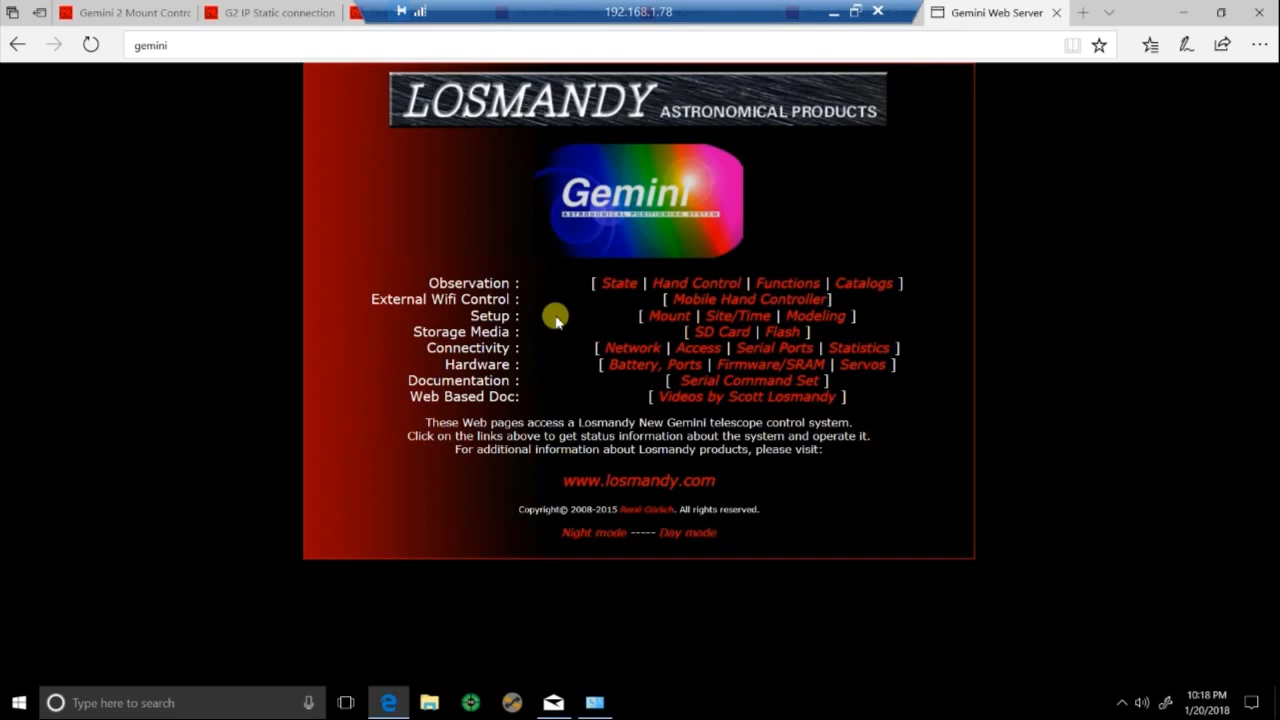 Gemini 2 Mount Contrc
G2 IP Static connection
192.168.1.78
Gemini Web Server
gemini
LOSMANDY ASTRONOMICAL PRODUCTS
Gemini
ASTRONOMICAL POSITIONING SYSTEM
Observation : [ State | Hand Control | Functions | Catalogs ]
External Wifi Control : [ Mobile Hand Controller]
Setup : [ Mount | Site/Time | Modeling ]
Storage Media : [ SD Card | Flash ]
Connectivity : [ Network | Access | Serial Ports | Statistics ]
Hardware : [ Battery, Ports | Firmware/SRAM | Servos ]
Documentation : [ Serial Command Set ]
Web Based Doc: [ Videos by Scott Losmandy ]
These Web pages access a Losmandy New Gemini telescope control system.
Click on the links above to get status information about the system and operate it.
For additional information about Losmandy products, please visit:
www.losmandy.com
Copyright© 2008-2015 René Görlich. All rights reserved.
Night mode ----- Day mode
Type here to search
10:18 PM
1/20/2018